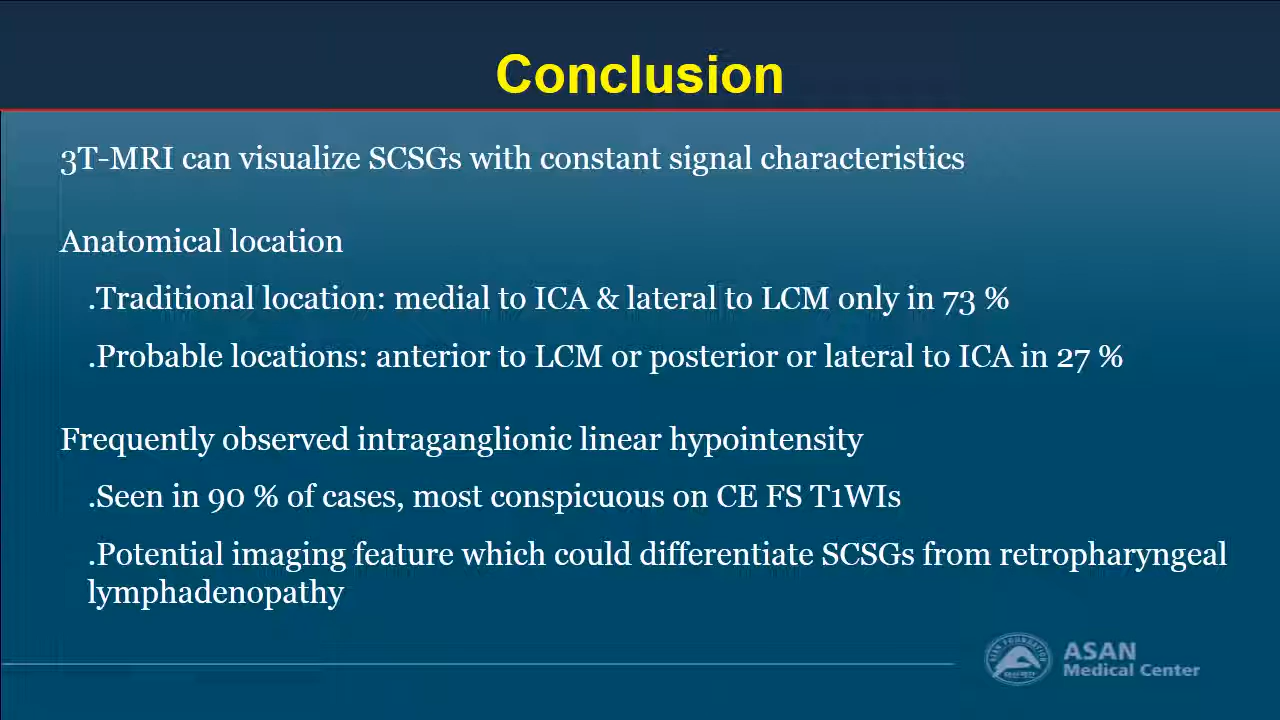 Conclusion
3T-MRI can visualize SCSGs with constant signal characteristics
Anatomical location
.Traditional location: medial to ICA & lateral to LCM only in 73 %
.Probable locations: anterior to LCM or posterior or lateral to ICA in 27 %
Frequently observed intraganglionic linear hypointensity
.Seen in 90 % of cases, most conspicuous on CE FS T1WIs
.Potential imaging feature which could differentiate SCSGs from retropharyngeal
lymphadenopathy
ASAN
Medical Center